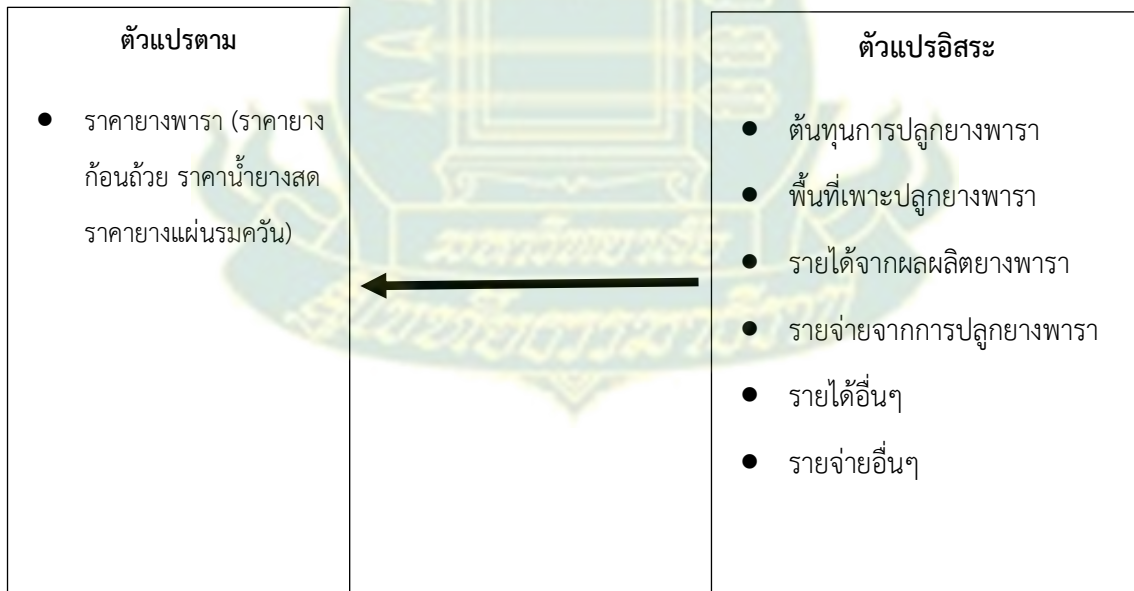 ตัวแปรตาม
● ราคายางพารา (ราคายาง
ก้อนถ้วย ราคาน้ำยางสด
ราคายางแผ่นรมควัน)
ตัวแปรอิสระ
● ต้นทุนการปลูกยางพารา
● พื้นที่เพาะปลูกยางพารา
● รายได้จากผลผลิตยางพารา
● รายจ่ายจากการปลูกยางพารา
● รายได้อื่นๆ
● รายจ่ายอื่นๆ